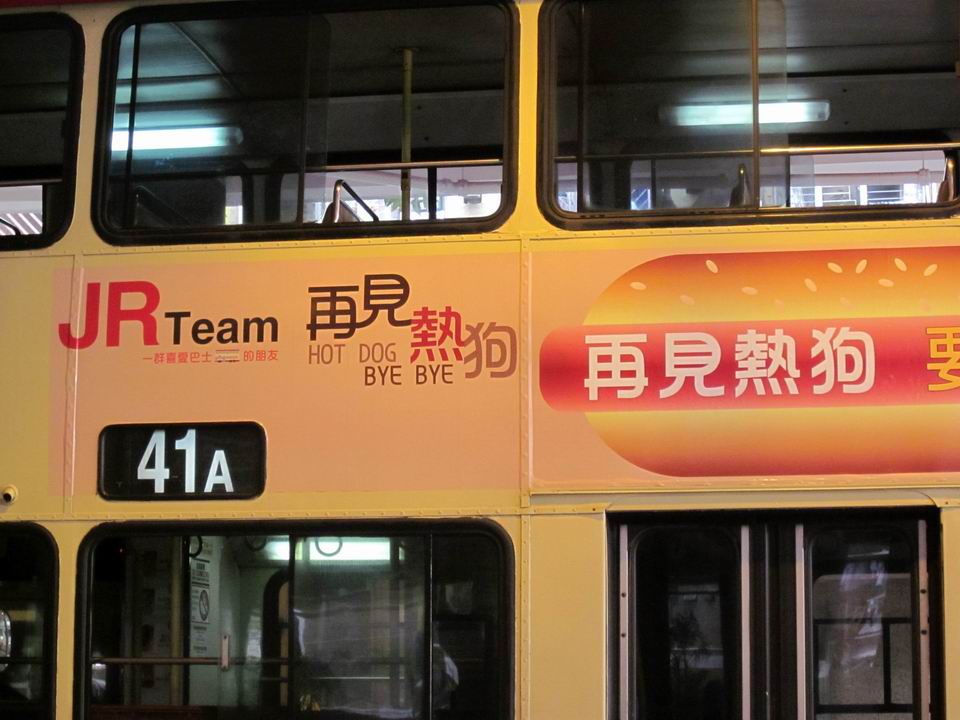 JR Team
一群喜愛巴士 的朋友
再見
熱狗
HOT DOG
BYE BYE
再見熱狗 要
41A